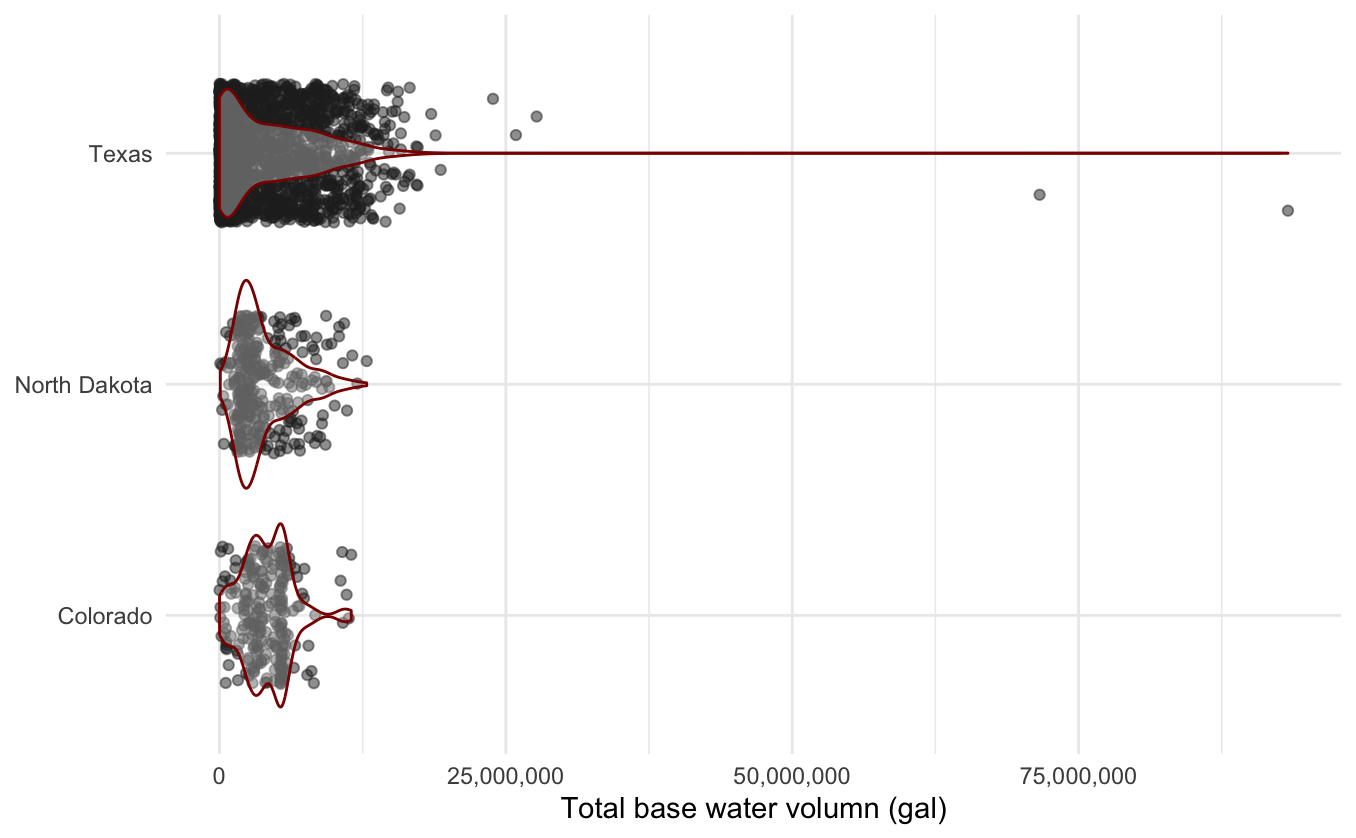 Texas
North Dakota
Colorado
0 25,000,000 50,000,000 75,000,000
Total base water volumn (gal)